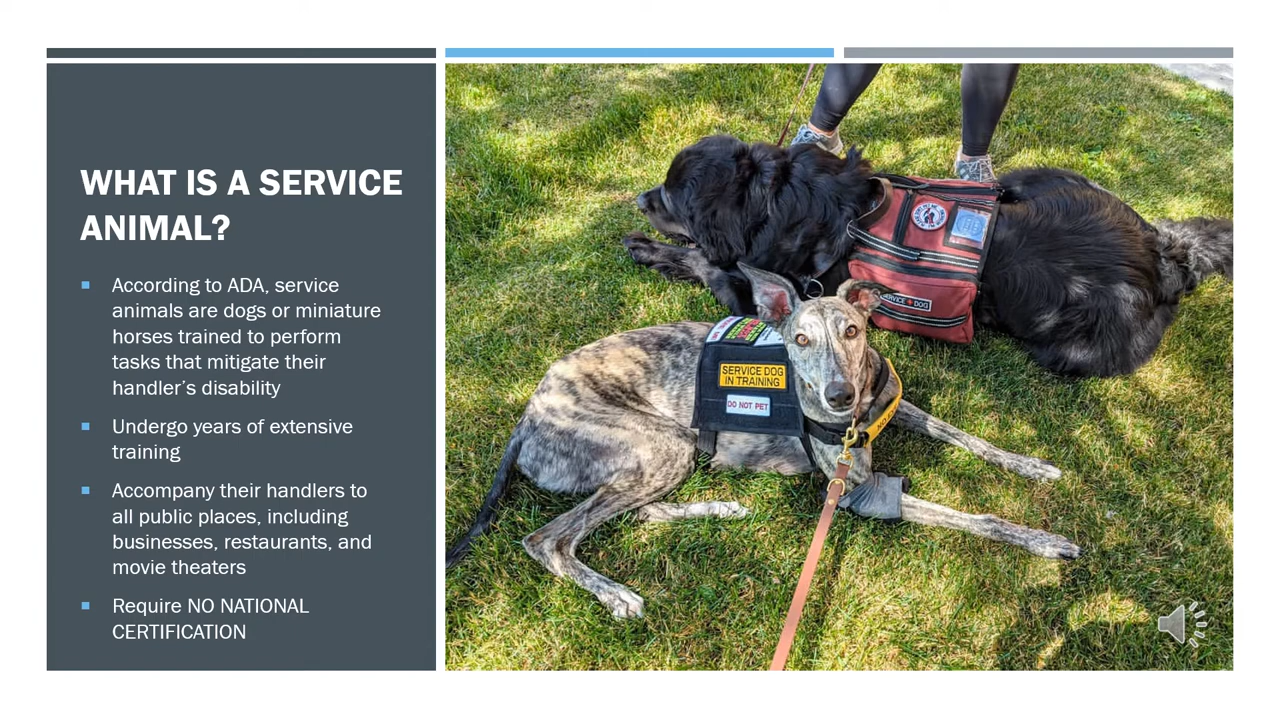 WHAT IS A SERVICE
ANIMAL?
According to ADA, service
animals are dogs or miniature
horses trained to perform
tasks that mitigate their
handler's disability
Undergo years of extensive
training
Accompany their handlers to
all public places, including
businesses, restaurants, and
movie theaters
Require NO NATIONAL
CERTIFICATION
SERVICE DOG
SERVICE DOG
IN TRAINING
DO NOT PET
NO